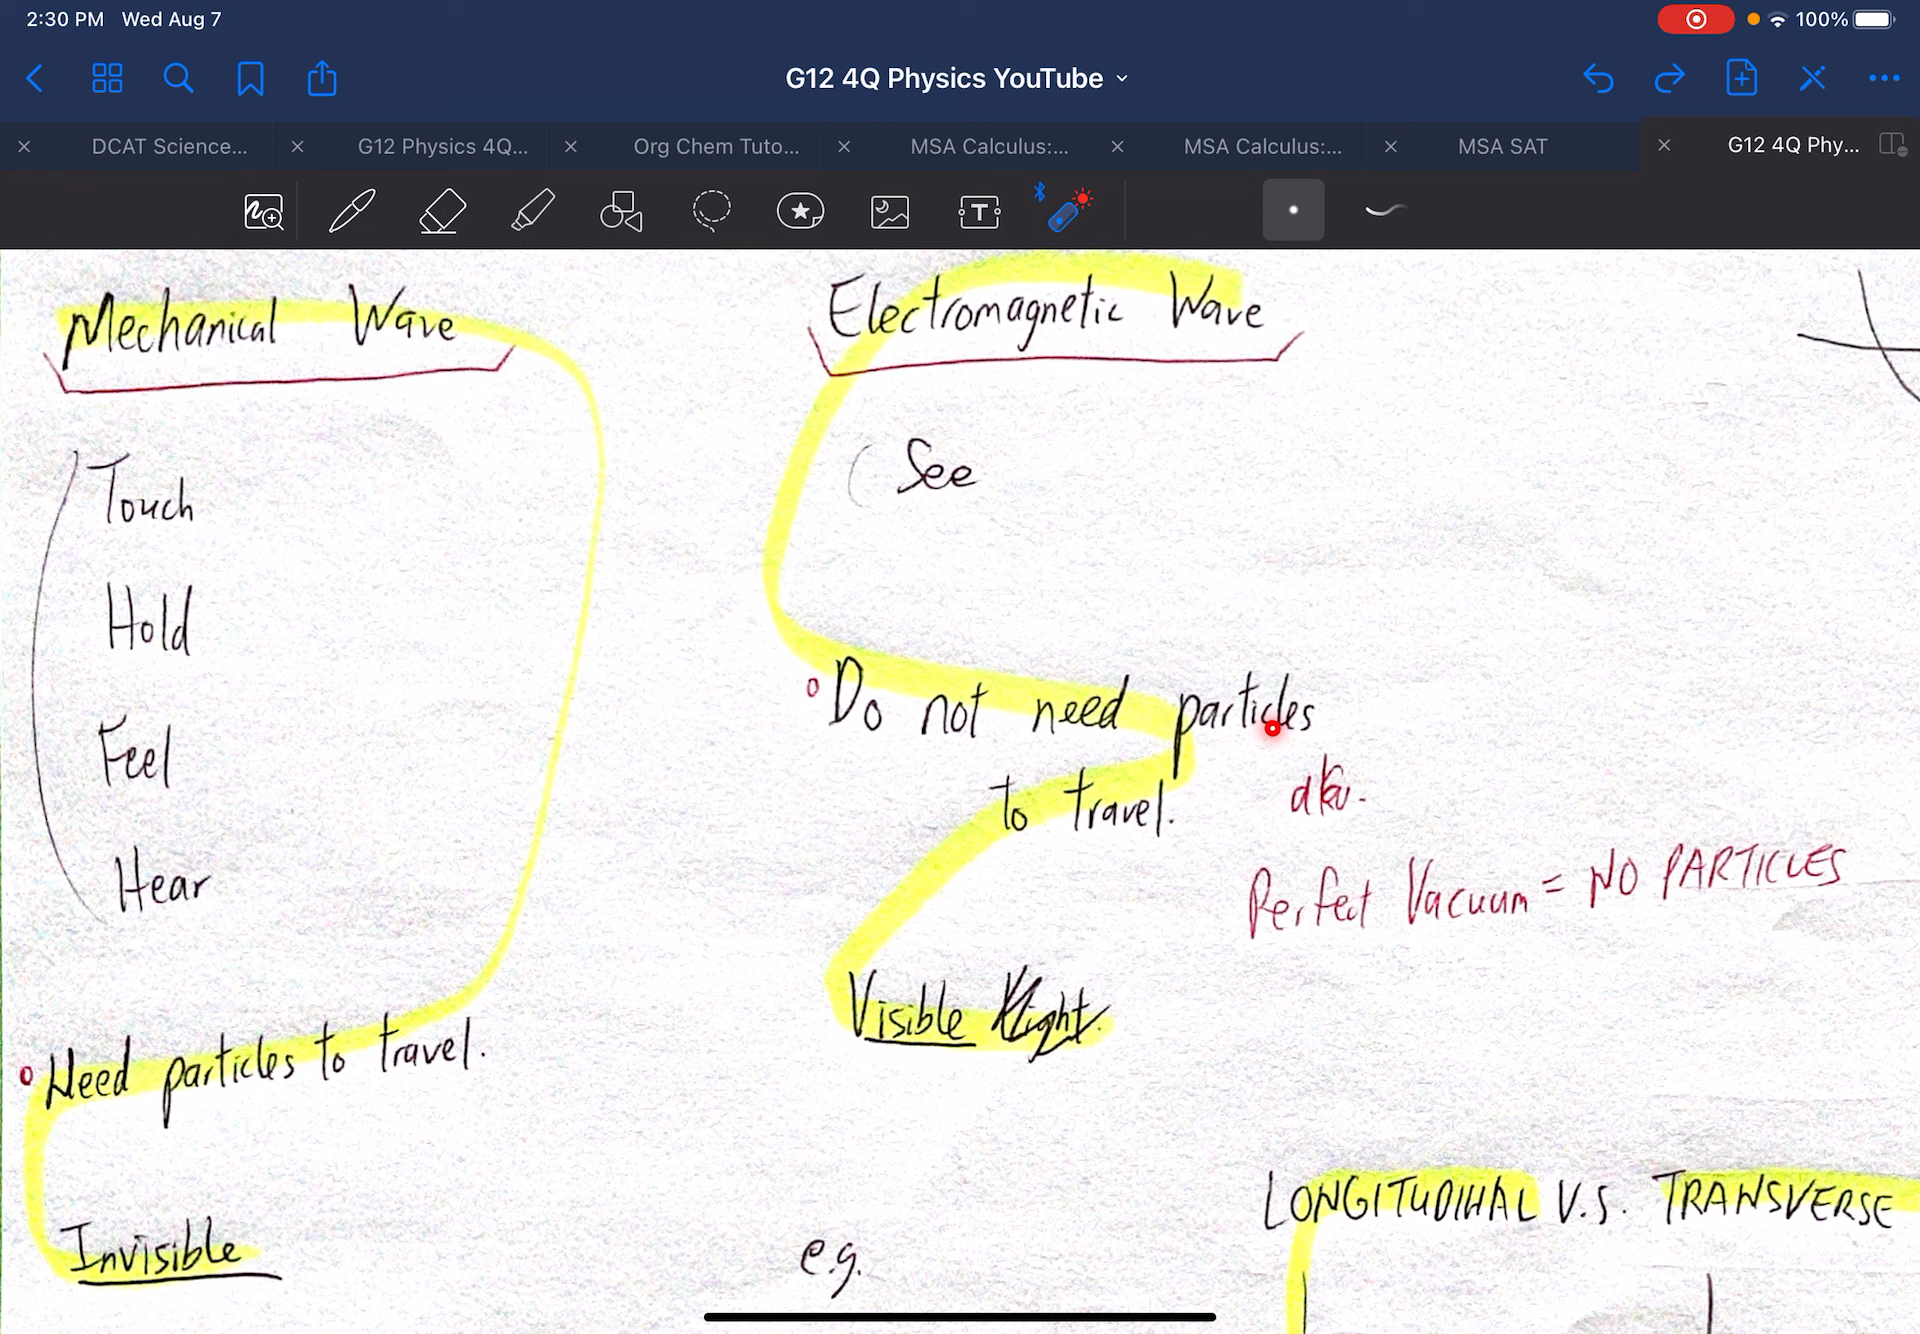 2:30 PM Wed Aug 7
100%
G12 4Q Physics YouTube
DCAT Science...
G12 Physics 4Q...
Org Chem Tuto...
MSA Calculus:...
MSA Calculus:...
MSA SAT
G12 4Q Phy...
Mechanical Wave
Touch
Hold
Feel
Hear
Need particles to travel.
Invisible
Electromagnetic Wave
See
Do not need particles
to travel.
Perfect Vacuum = NO PARTICLES
Visible Light.
e.g.
LONGITUDINAL V.S. TRANSVERSE